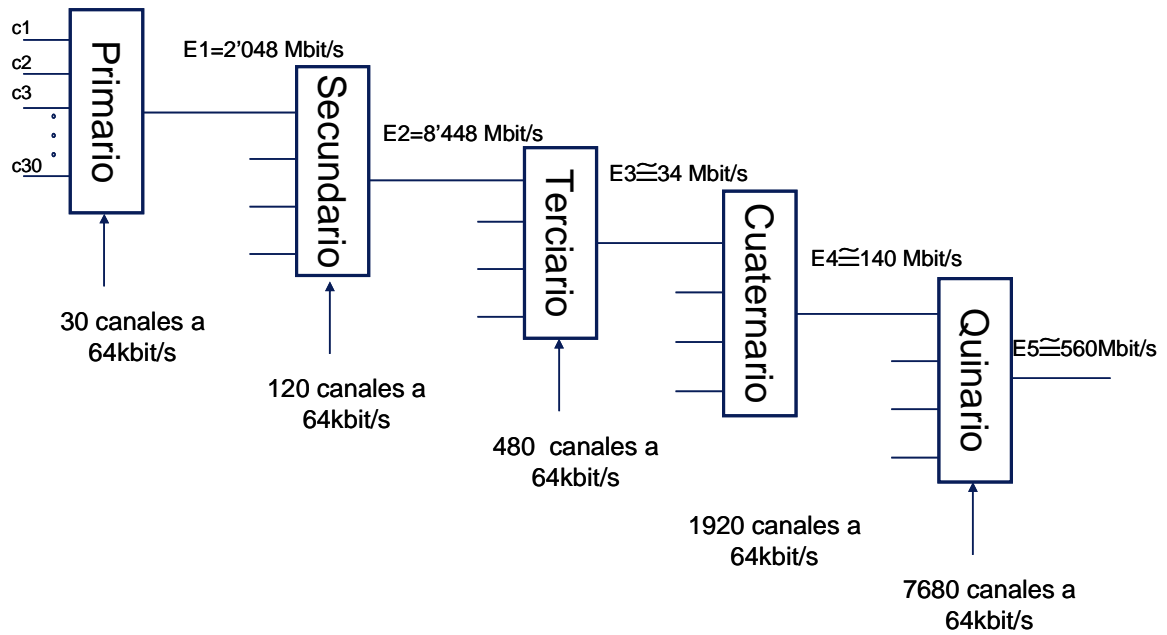 c1
c2
c3
c30
Primario
E1=2'048 Mbit/s
Secundario
E2=8'448 Mbit/s
Terciario
E3≅34 Mbit/s
Cuaternario
E4≅140 Mbit/s
Quinario
E5≅560Mbit/s
30 canales a
64kbit/s
120 canales a
64kbit/s
480 canales a
64kbit/s
1920 canales a
64kbit/s
7680 canales a
64kbit/s